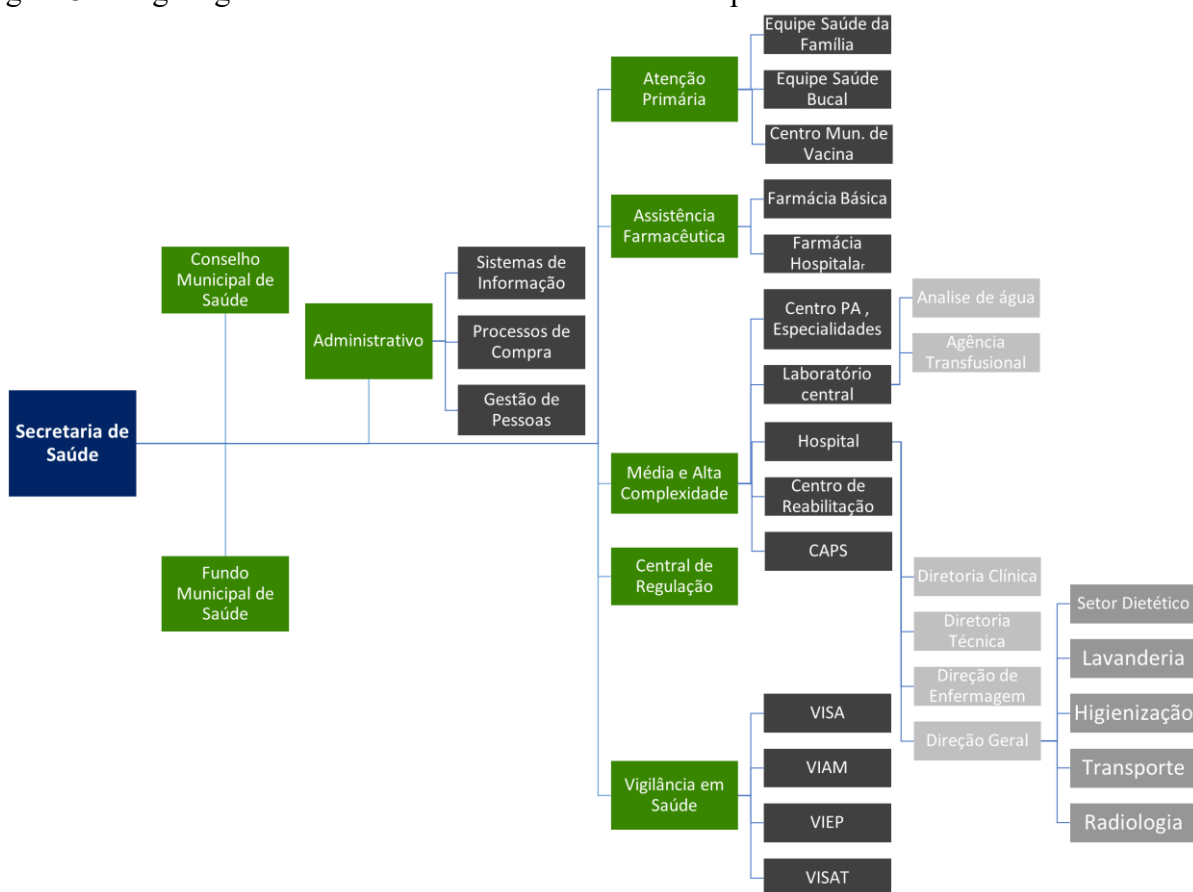 Equipe Saúde da
Família
Atenção
Primária
Equipe Saúde
Bucal
Centro Mun. de
Vacina
Assistência
Farmacêutica
Farmácia Básica
Farmácia
Hospitalar
Conselho
Municipal de
Saúde
Administrativo
Sistemas de
Informação
Processos de
Compra
Gestão de
Pessoas
Centro PA ,
Especialidades
Analise de água
Agência
Transfusional
Laboratório
central
Secretaria de
Saúde
Média e Alta
Complexidade
Hospital
Centro de
Reabilitação
CAPS
Central de
Regulação
Fundo
Municipal de
Saúde
Diretoria Clínica
Diretoria
Técnica
Direção de
Enfermagem
Direção Geral
Setor Dietético
Lavanderia
Higienização
Transporte
Radiologia
Vigilância em
Saúde
VISA
VIAM
VIEP
VISAT